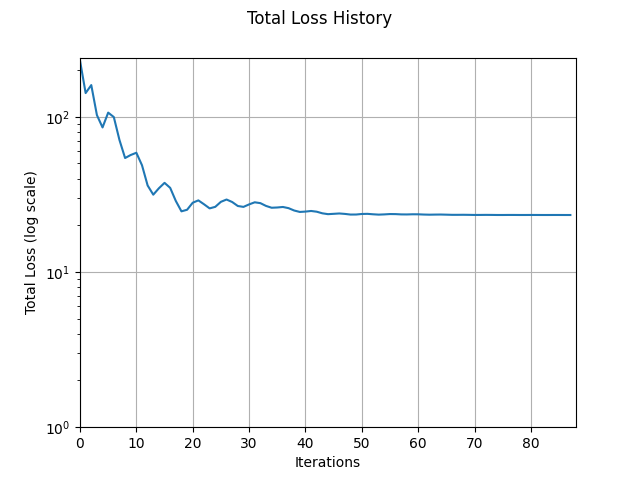 Total Loss History
Total Loss (log scale)
10²
10¹
10⁰
0 10 20 30 40 50 60 70 80
Iterations